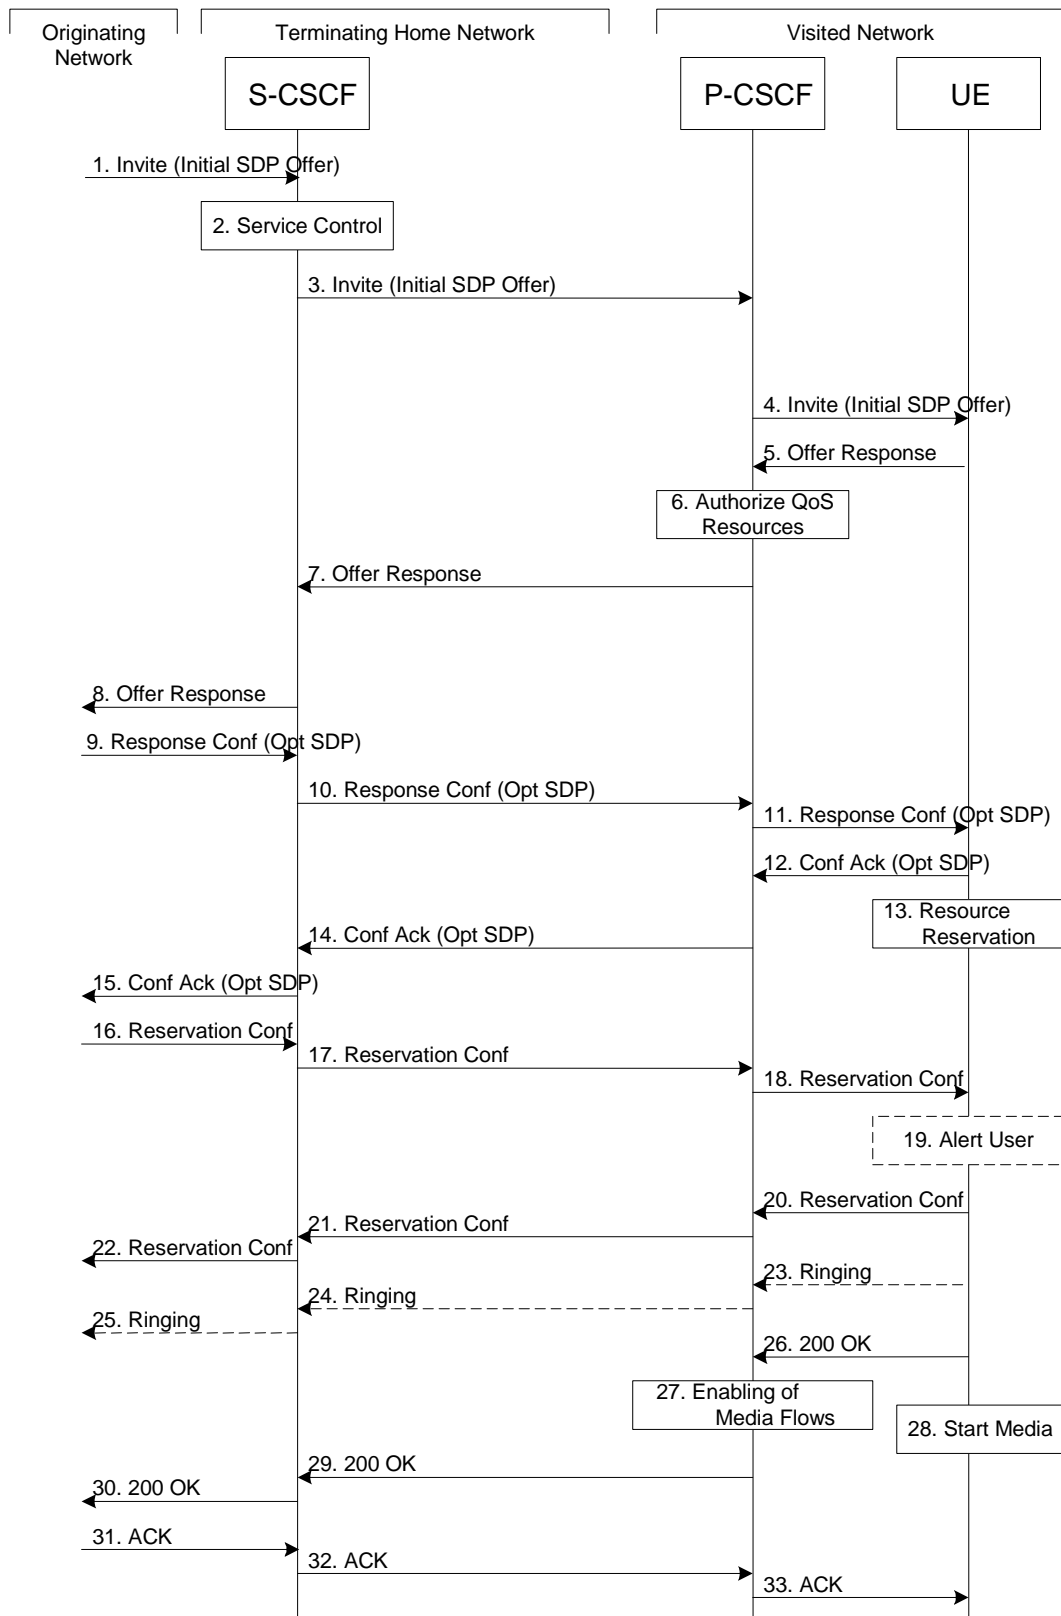 Originating
Network
Terminating Home Network
Visited Network
S-CSCF
P-CSCF
UE
1. Invite (Initial SDP Offer)
2. Service Control
3. Invite (Initial SDP Offer)
4. Invite (Initial SDP Offer)
5. Offer Response
6. Authorize QoS
Resources
7. Offer Response
8. Offer Response
9. Response Conf (Opt SDP)
10. Response Conf (Opt SDP)
11. Response Conf (Opt SDP)
12. Conf Ack (Opt SDP)
13. Resource
Reservation
14. Conf Ack (Opt SDP)
15. Conf Ack (Opt SDP)
16. Reservation Conf
17. Reservation Conf
18. Reservation Conf
19. Alert User
20. Reservation Conf
21. Reservation Conf
22. Reservation Conf
23. Ringing
24. Ringing
25. Ringing
26. 200 OK
27. Enabling of
Media Flows
28. Start Media
29. 200 OK
30. 200 OK
31. ACK
32. ACK
33. ACK